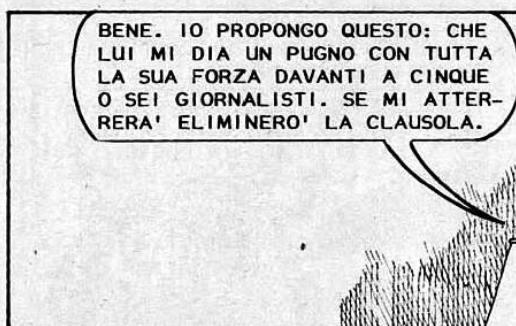 BENE. IO PROPONGO QUESTO: CHE
LUI MI DIA UN PUGNO CON TUTTA
LA SUA FORZA DAVANTI A CINQUE
O SEI GIORNALISTI. SE MI ATTER-
RERA' ELIMINERO' LA CLAUSOLA.